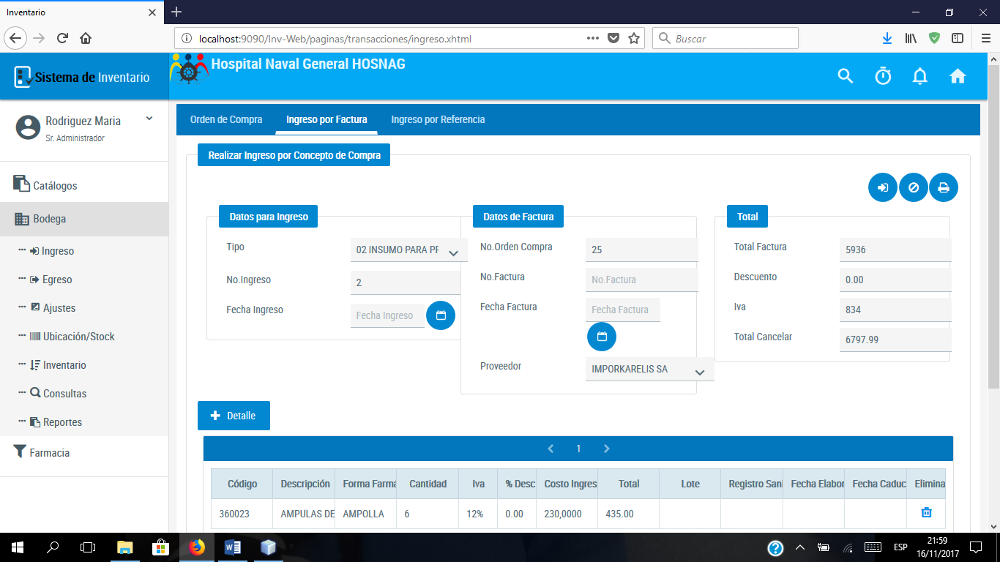 Inventario
localhost:9090/Inv-Web/paginas/transacciones/ingreso.xhtml
Buscar
Sistema de Inventario
Hospital Naval General HOSNAG
Rodriguez Maria
Sr. Administrador
Catálogos
Bodega
Ingreso
Egreso
Ajustes
Ubicación/Stock
Inventario
Consultas
Reportes
Farmacia
Orden de Compra Ingreso por Factura Ingreso por Referencia
Realizar Ingreso por Concepto de Compra
Datos para Ingreso
Tipo 02 INSUMO PARA PF
No.Ingreso 2
Fecha Ingreso Fecha Ingreso
Datos de Factura
No.Orden Compra 25
No.Factura No.Factura
Fecha Factura Fecha Factura
Proveedor IMPORKARELIS SA
Total
Total Factura 5936
Descuento 0.00
Iva 834
Total Cancelar 6797.99
Detalle
1
Código Descripción Forma Farma Cantidad Iva % Desc Costo Ingres Total Lote Registro Sani Fecha Elabor Fecha Caduc Elimina
360023 AMPULAS DE AMPOLLA 6 12% 0.00 230,0000 435.00
ESP
21:59
16/11/2017